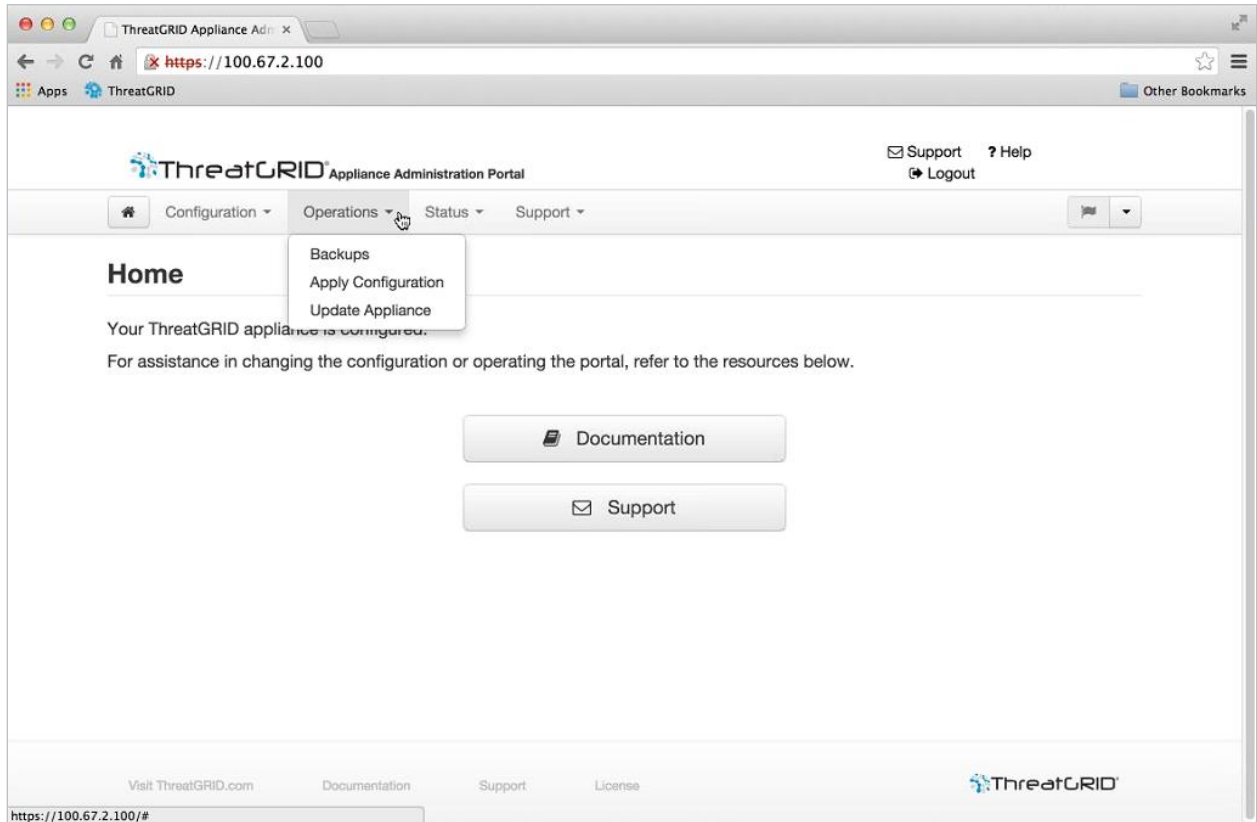 ThreatGRID Appliance Adm
https://100.67.2.100
Apps ThreatGRID Other Bookmarks
ThreatGRID® Appliance Administration Portal
Support ? Help
Logout
Configuration Operations Status Support
Backups
Apply Configuration
Update Appliance
Home
Your ThreatGRID appliance is configured.
For assistance in changing the configuration or operating the portal, refer to the resources below.
Documentation
Support
Visit ThreatGRID.com Documentation Support License ThreatGRID®
https://100.67.2.100/#